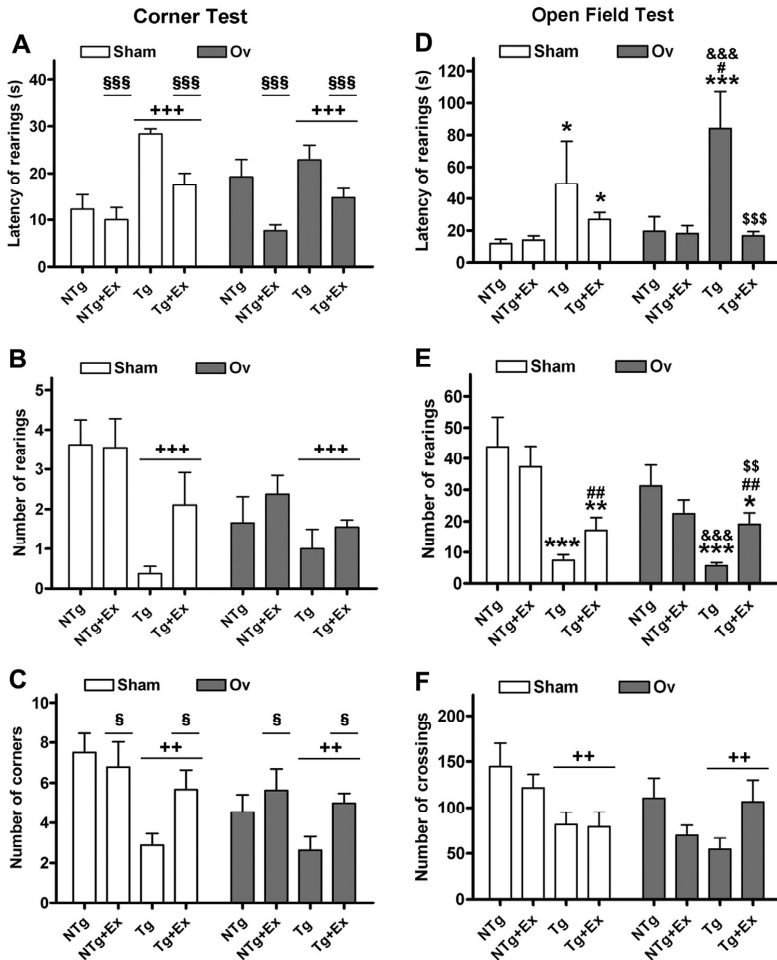 Corner Test
A
Sham Ov
Latency of rearings (s)
40
30
20
10
0
§§§ §§§ §§§ §§§
+++ +++
NTg NTg+Ex Tg Tg+Ex NTg NTg+Ex Tg Tg+Ex
B
Sham Ov
Number of rearings
5
4
3
2
1
0
+++ +++
NTg NTg+Ex Tg Tg+Ex NTg NTg+Ex Tg Tg+Ex
C
Sham Ov
Number of corners
10
8
6
4
2
0
§ § § §
++ ++
NTg NTg+Ex Tg Tg+Ex NTg NTg+Ex Tg Tg+Ex
Open Field Test
D
Sham Ov
Latency of rearings (s)
120
100
80
60
40
20
0
*
*
&&&
#
***
$$$
NTg NTg+Ex Tg Tg+Ex NTg NTg+Ex Tg Tg+Ex
E
Sham Ov
Number of rearings
60
50
40
30
20
10
0
***
##
**
&&&
***
$$
##
*
NTg NTg+Ex Tg Tg+Ex NTg NTg+Ex Tg Tg+Ex
F
Sham Ov
Number of crossings
200
150
100
50
0
++ ++
NTg NTg+Ex Tg Tg+Ex NTg NTg+Ex Tg Tg+Ex